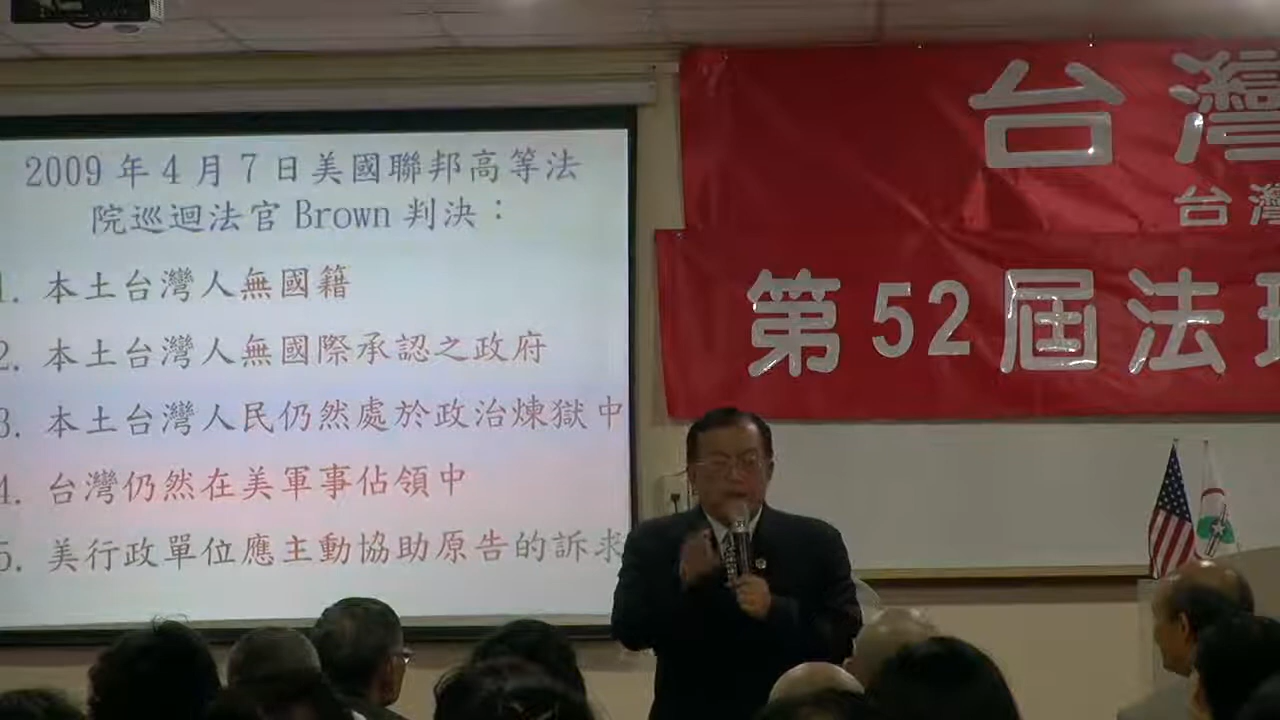 2009 年 4 月 7 日美國聯邦高等法
院巡迴法官 Brown 判決：
1. 本土台灣人無國籍
2. 本土台灣人無國際承認之政府
3. 本土台灣人民仍然處於政治煉獄中
4. 台灣仍然在美軍事佔領中
5. 美行政單位應主動協助原告的訴求
台灣
台灣
第52屆法理